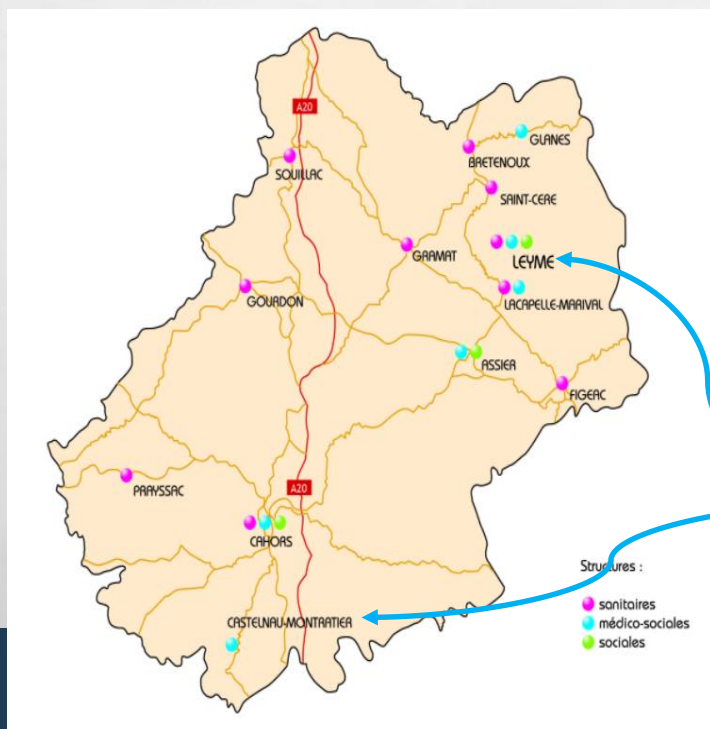 A20
GLANES
BRETENOUX
SOUILLAC
SAINT-CERE
GRAMAT
LEYME
GOURDON
LACAPELLE-MARIVAL
ASSIER
FIGEAC
PRAYSSAC
A20
CAHORS
CASTELNAU-MONTRATIER
Structures :
sanitaires
médico-sociales
sociales